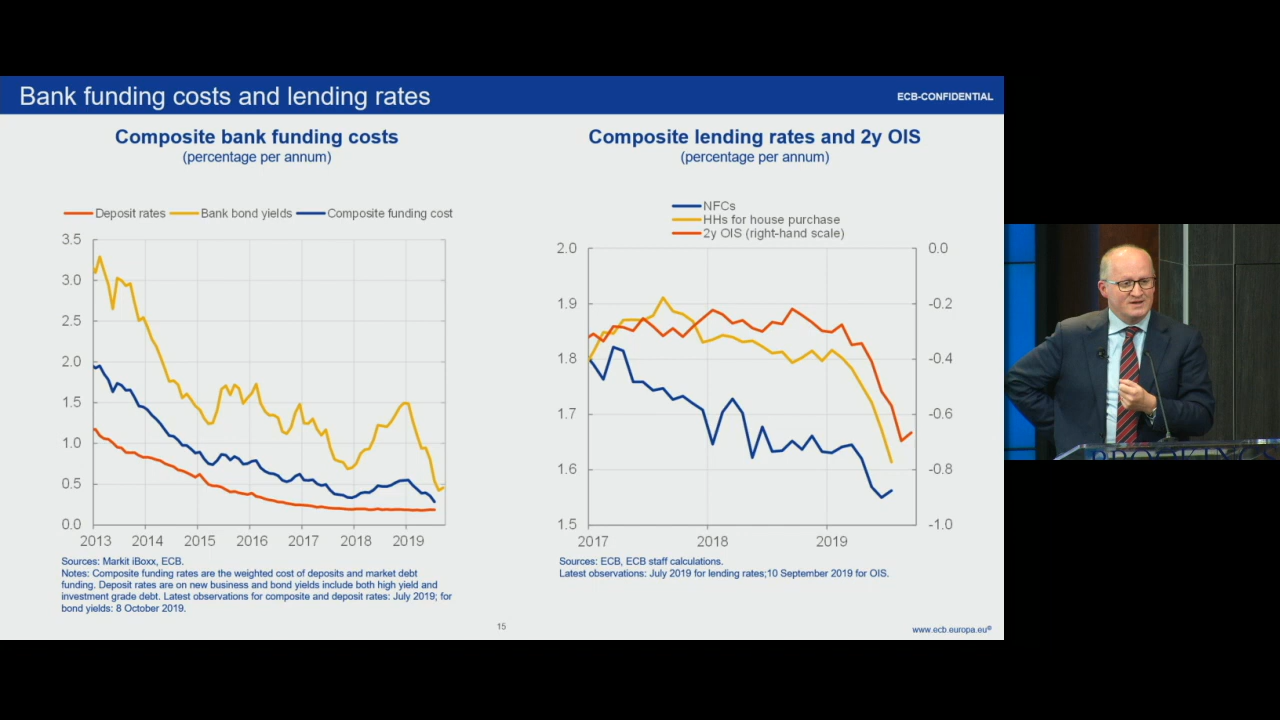 Bank funding costs and lending rates
ECB-CONFIDENTIAL
Composite bank funding costs
(percentage per annum)
Deposit rates Bank bond yields Composite funding cost
3.5
3.0
2.5
2.0
1.5
1.0
0.5
0.0
2013 2014 2015 2016 2017 2018 2019
Sources: Markit iBoxx, ECB.
Notes: Composite funding rates are the weighted cost of deposits and market debt
funding. Deposit rates are on new business and bond yields include both high yield and
investment grade debt. Latest observations for composite and deposit rates: July 2019; for
bond yields: 8 October 2019.
Composite lending rates and 2y OIS
(percentage per annum)
NFCs
HHs for house purchase
2y OIS (right-hand scale)
2.0 0.0
1.9 -0.2
1.8 -0.4
1.7 -0.6
1.6 -0.8
1.5 -1.0
2017 2018 2019
Sources: ECB, ECB staff calculations.
Latest observations: July 2019 for lending rates;10 September 2019 for OIS.
15
www.ecb.europa.eu®
BROOKINGS